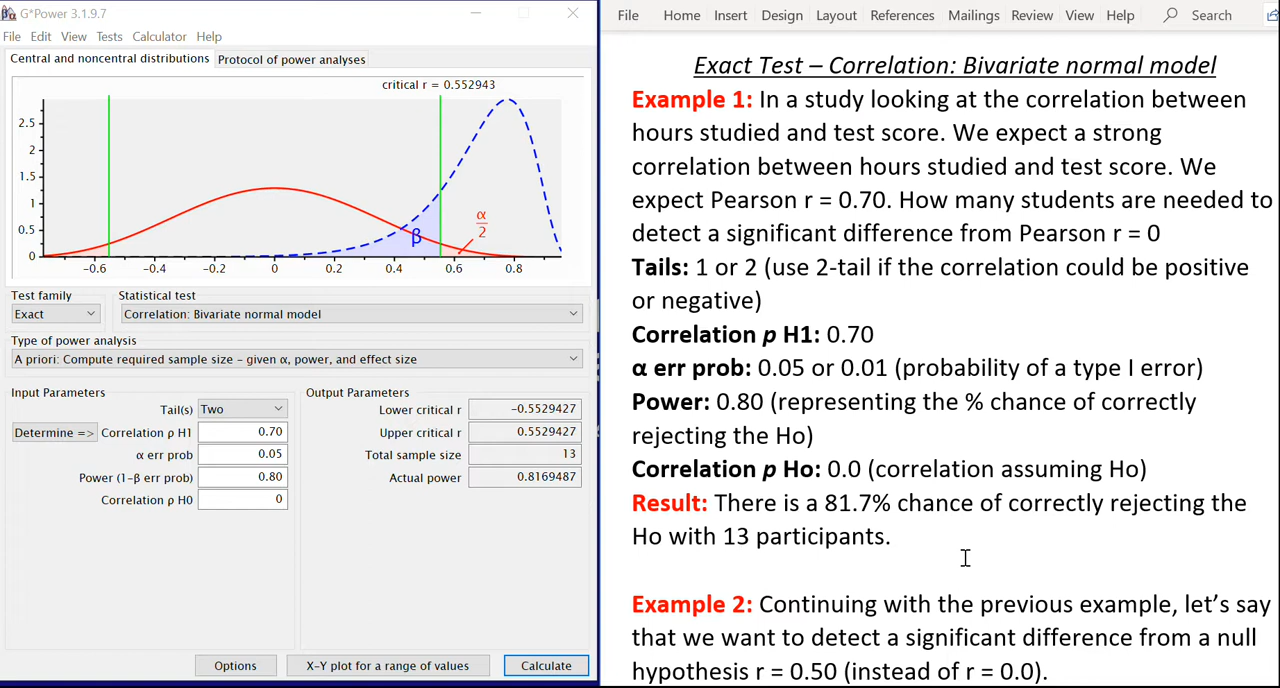 G*Power 3.1.9.7
File Edit View Tests Calculator Help
Central and noncentral distributions Protocol of power analyses
critical r = 0.552943
2.5
2
1.5
1
0.5
0
α
2
β
-0.6 -0.4 -0.2 0 0.2 0.4 0.6 0.8
Test family Statistical test
Exact Correlation: Bivariate normal model
Type of power analysis
A priori: Compute required sample size – given α, power, and effect size
Input Parameters
Tail(s) Two
Determine => Correlation ρ H1 0.70
α err prob 0.05
Power (1-β err prob) 0.80
Correlation ρ H0 0
Output Parameters
Lower critical r -0.5529427
Upper critical r 0.5529427
Total sample size 13
Actual power 0.8169487
Options X-Y plot for a range of values Calculate
File Home Insert Design Layout References Mailings Review View Help Search
Exact Test – Correlation: Bivariate normal model
Example 1: In a study looking at the correlation between
hours studied and test score. We expect a strong
correlation between hours studied and test score. We
expect Pearson r = 0.70. How many students are needed to
detect a significant difference from Pearson r = 0
Tails: 1 or 2 (use 2-tail if the correlation could be positive
or negative)
Correlation p H1: 0.70
α err prob: 0.05 or 0.01 (probability of a type I error)
Power: 0.80 (representing the % chance of correctly
rejecting the Ho)
Correlation p Ho: 0.0 (correlation assuming Ho)
Result: There is a 81.7% chance of correctly rejecting the
Ho with 13 participants.
Example 2: Continuing with the previous example, let's say
that we want to detect a significant difference from a null
hypothesis r = 0.50 (instead of r = 0.0).